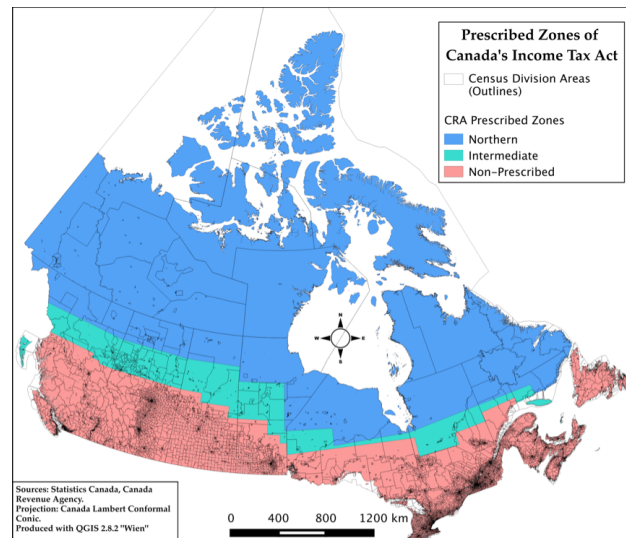 Prescribed Zones of
Canada's Income Tax Act
Census Division Areas
(Outlines)
CRA Prescribed Zones
Northern
Intermediate
Non-Prescribed
N
W
E
S
Sources: Statistics Canada, Canada
Revenue Agency.
Projection: Canada Lambert Conformal
Conic.
Produced with QGIS 2.8.2 "Wien"
0 400 800 1200 km